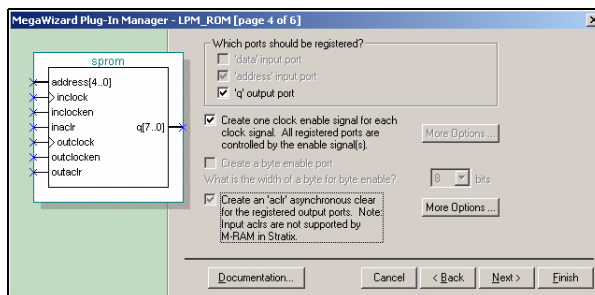 MegaWizard Plug-In Manager - LPM_ROM [page 4 of 6]
sprom
address[4..0]
inclock
inclocken
inaclr
q[7..0]
outclock
outclocken
outaclr
Which ports should be registered?
'data' input port
'address' input port
'q' output port
Create one clock enable signal for each
clock signal. All registered ports are
controlled by the enable signal(s).
More Options ...
Create a byte enable port
What is the width of a byte for byte enable?
8
bits
Create an 'aclr' asynchronous clear
for the registered output ports. Note:
Input aclrs are not supported by
M-RAM in Stratix.
More Options ...
Documentation...
Cancel
< Back
Next >
Finish